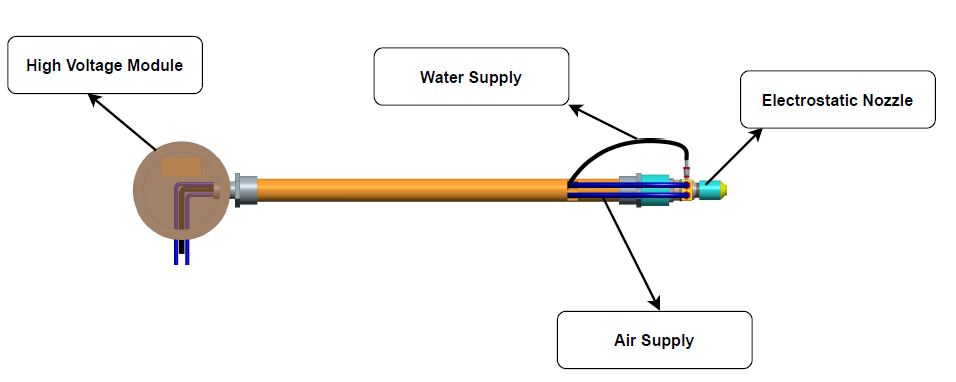 High Voltage Module
Water Supply
Electrostatic Nozzle
Air Supply